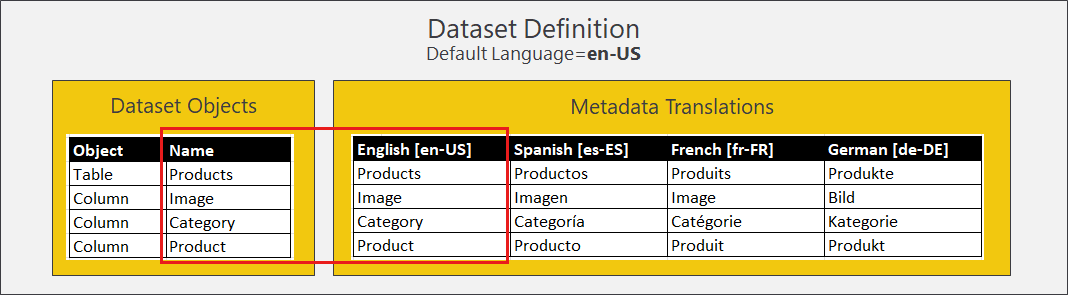 Dataset Definition
Default Language=en-US
Dataset Objects
Object Name
Table Products
Column Image
Column Category
Column Product
Metadata Translations
English [en-US] Spanish [es-ES] French [fr-FR] German [de-DE]
Products Productos Produits Produkte
Image Imagen Image Bild
Category Categoría Catégorie Kategorie
Product Producto Produit Produkt